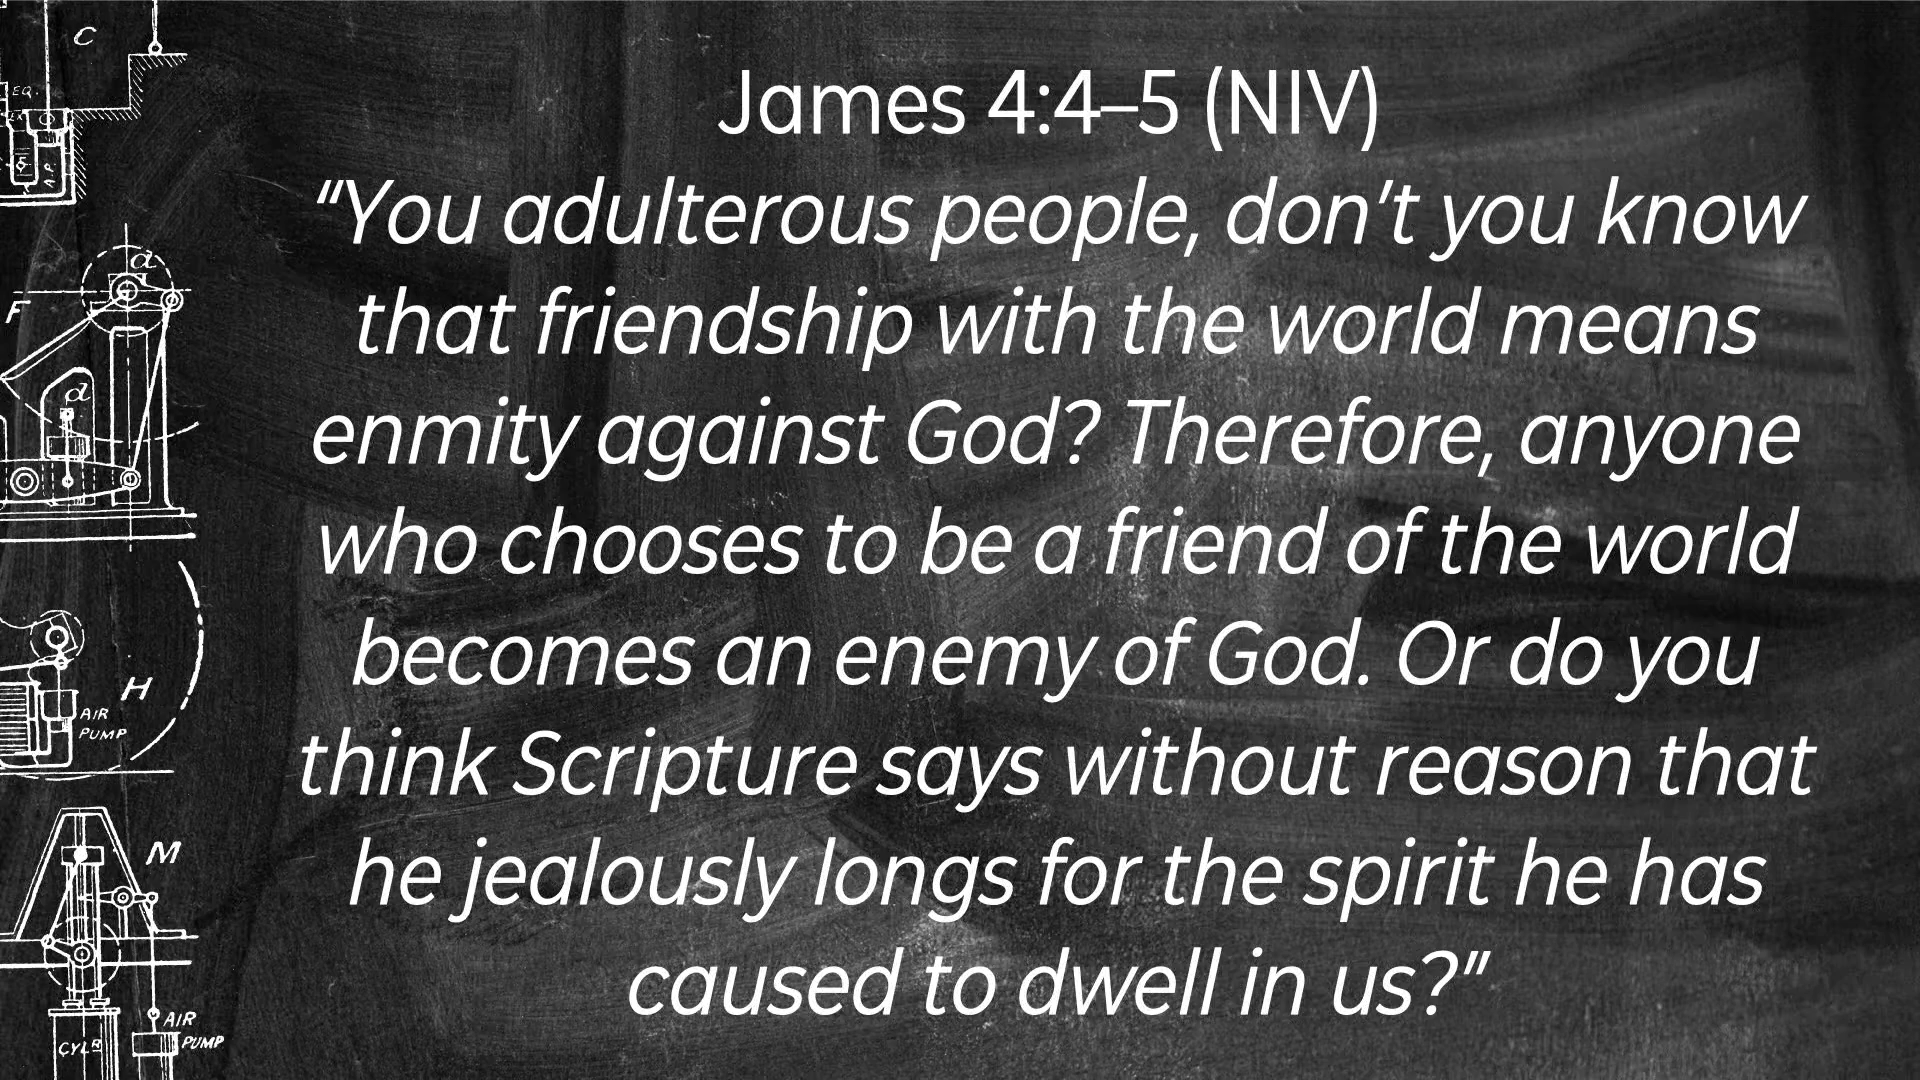 C
EQ.
James 4:4–5 (NIV)
“You adulterous people, don’t you know
that friendship with the world means
enmity against God? Therefore, anyone
who chooses to be a friend of the world
becomes an enemy of God. Or do you
think Scripture says without reason that
he jealously longs for the spirit he has
caused to dwell in us?”
a
F
d
H
AIR
PUMP
M
AIR
PUMP
CYLR